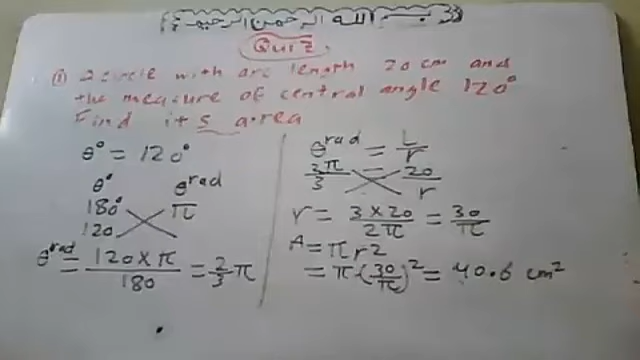 بسم الله الرحمن الرحيم
Quiz
① 2 circle with arc length 20 cm and
the measure of central angle 120°
Find its area
θ° = 120°
θ° θrad
180° π
120
θrad = 120 × π / 180 = 2/3 π
θrad = L/r
2π/3 = 20/r
r = 3 × 20 / 2π = 30/π
A = π r2
= π (30/π)² = 40.6 cm²